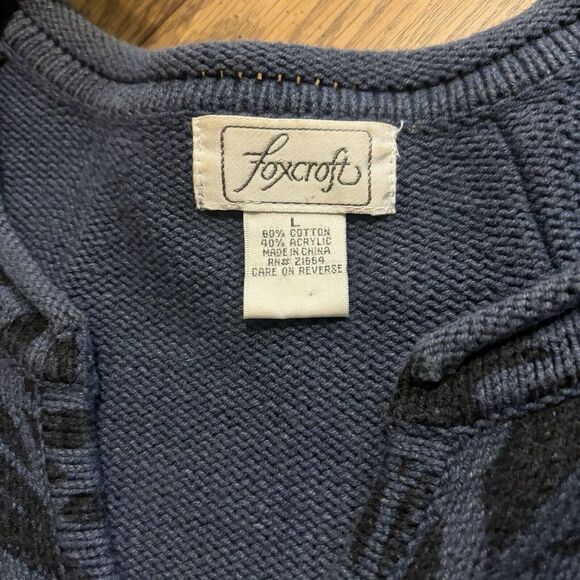 foxcroft
L
60% COTTON
40% ACRYLIC
MADE IN CHINA
RN# 21664
CARE ON REVERSE